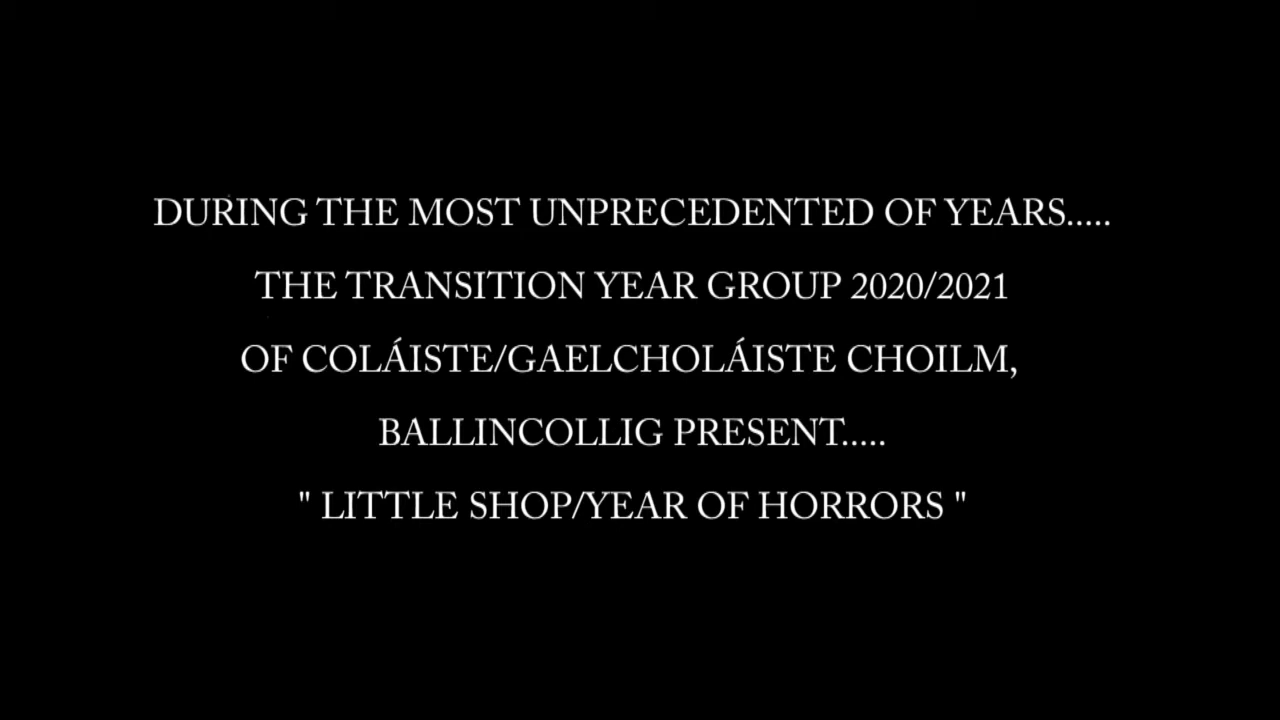 DURING THE MOST UNPRECEDENTED OF YEARS.....
THE TRANSITION YEAR GROUP 2020/2021
OF COLÁISTE/GAELCHOLÁISTE CHOILM,
BALLINCOLLIG PRESENT.....
" LITTLE SHOP/YEAR OF HORRORS "